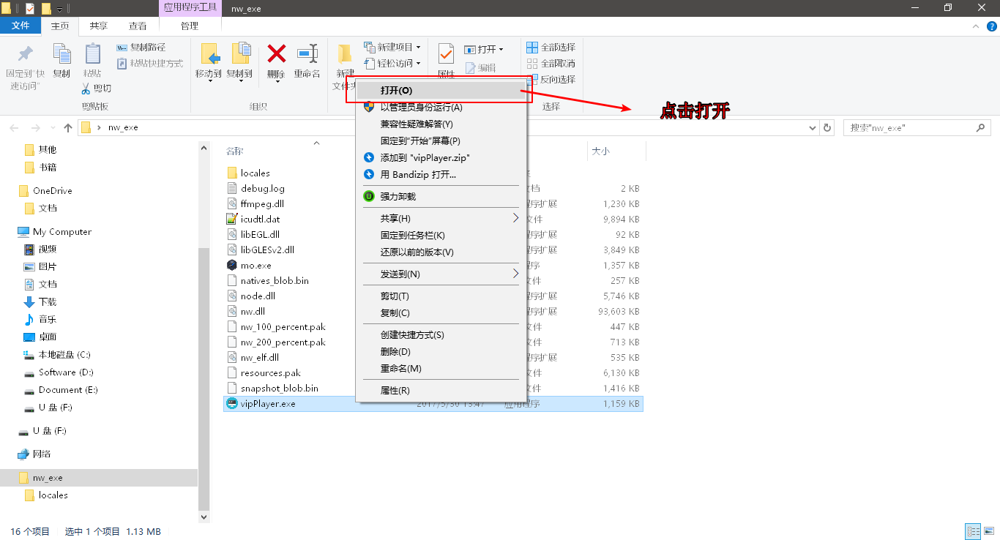 应用程序工具
nw_exe
文件
主页
共享
查看
管理
固定到"快速访问"
复制
粘贴
复制路径
粘贴快捷方式
剪切
剪贴板
移动到
复制到
删除
重命名
组织
新建
文件夹
新建项目
轻松访问
属性
打开
编辑
全部选择
全部取消
反向选择
选择
nw_exe
搜索"nw_exe"
其他
书籍
OneDrive
文档
My Computer
视频
图片
文档
下载
音乐
桌面
本地磁盘 (C:)
Software (D:)
Document (E:)
U 盘 (F:)
U 盘 (F:)
网络
nw_exe
locales
名称
大小
locales
debug.log
文档
2 KB
ffmpeg.dll
程序扩展
1,230 KB
icudtl.dat
文件
9,894 KB
libEGL.dll
程序扩展
92 KB
libGLESv2.dll
程序扩展
3,849 KB
mo.exe
程序
1,357 KB
natives_blob.bin
文件
257 KB
node.dll
程序扩展
5,746 KB
nw.dll
程序扩展
93,603 KB
nw_100_percent.pak
文件
447 KB
nw_200_percent.pak
文件
713 KB
nw_elf.dll
程序扩展
535 KB
resources.pak
文件
6,130 KB
snapshot_blob.bin
文件
1,416 KB
vipPlayer.exe
2017/5/30 13:47
应用程序
1,159 KB
打开(O)
以管理员身份运行(A)
兼容性疑难解答(Y)
固定到"开始"屏幕(P)
添加到 "vipPlayer.zip"
用 Bandizip 打开...
强力卸载
共享(H)
固定到任务栏(K)
还原以前的版本(V)
发送到(N)
剪切(T)
复制(C)
创建快捷方式(S)
删除(D)
重命名(M)
属性(R)
点击打开
16 个项目
选中 1 个项目
1.13 MB